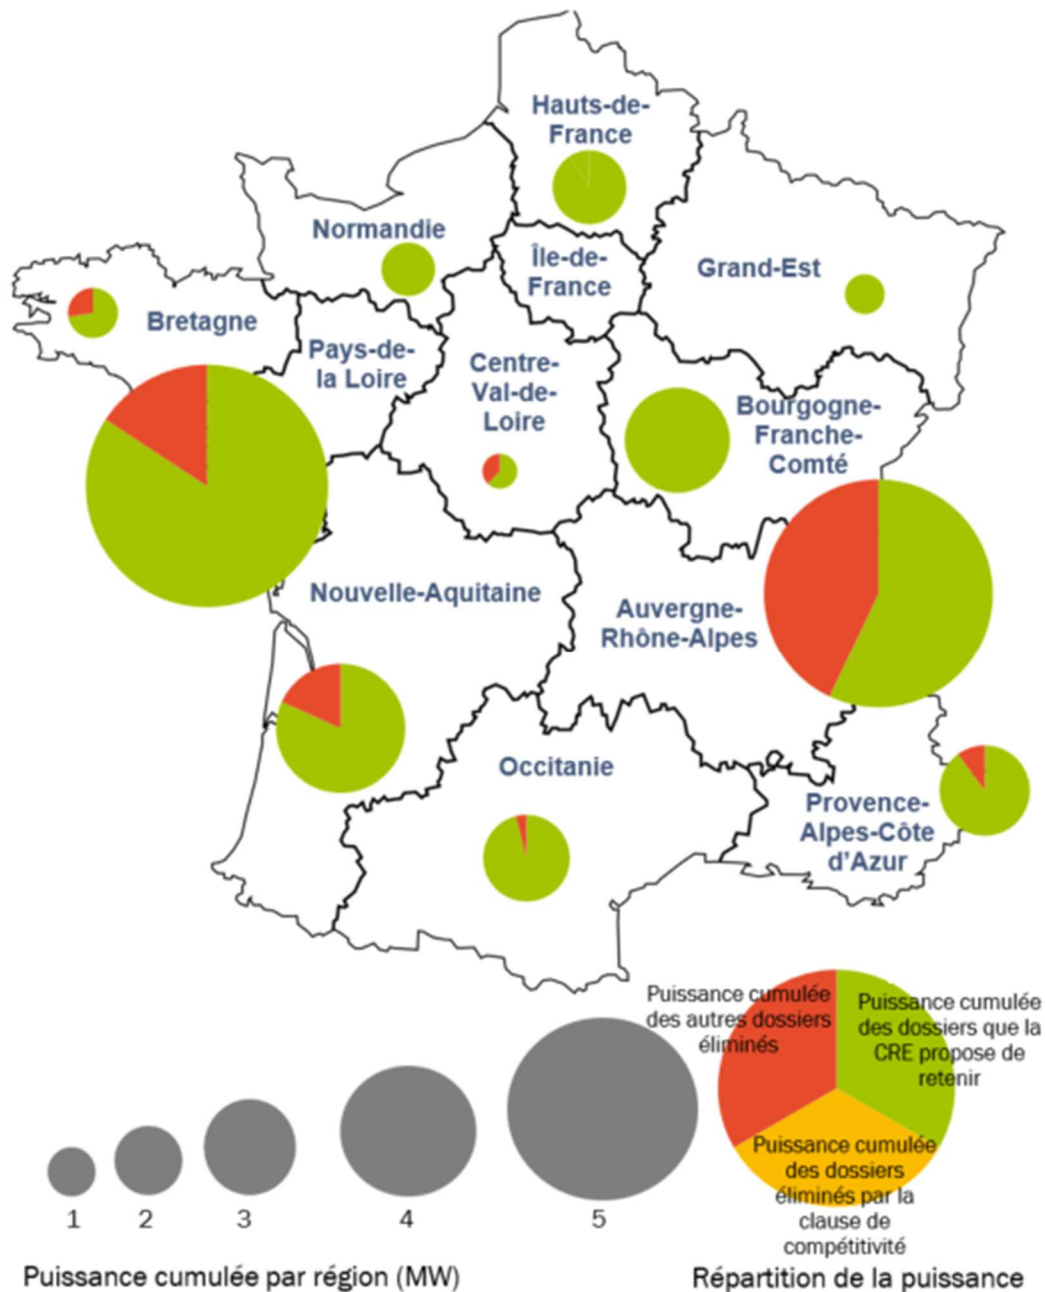 Hauts-de-
France
Normandie
Île-de-
France
Grand-Est
Bretagne
Pays-de-
la Loire
Centre-
Val-de-
Loire
Bourgogne-
Franche-
Comté
Nouvelle-Aquitaine
Auvergne-
Rhône-Alpes
Occitanie
Provence-
Alpes-Côte
d'Azur
Puissance cumulée
des autres dossiers
éliminés
Puissance cumulée
des dossiers que la
CRE propose de
retenir
Puissance cumulée
des dossiers
éliminés par la
clause de
compétitivité
1 2 3 4 5
Puissance cumulée par région (MW)
Répartition de la puissance